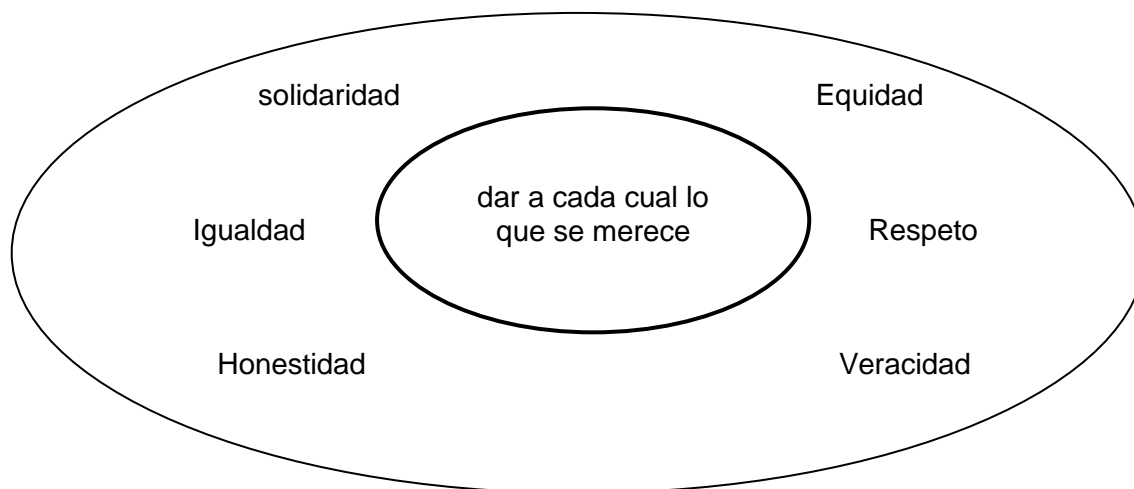 solidaridad
Equidad
dar a cada cual lo
que se merece
Igualdad
Respeto
Honestidad
Veracidad